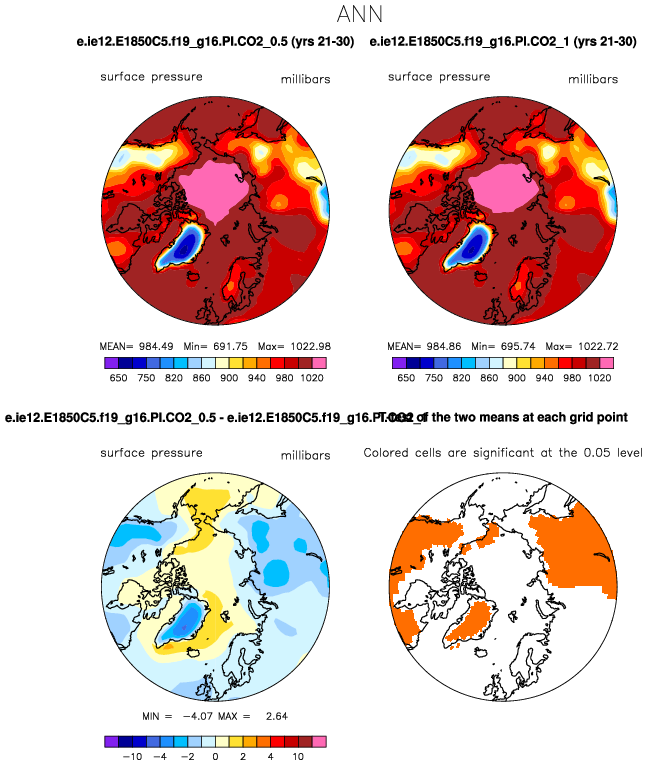 ANN
e.ie12.E1850C5.f19_g16.PI.CO2_0.5 (yrs 21-30) e.ie12.E1850C5.f19_g16.PI.CO2_1 (yrs 21-30)
surface pressure millibars surface pressure millibars
MEAN= 984.49 Min= 691.75 Max= 1022.98 MEAN= 984.86 Min= 695.74 Max= 1022.72
650 750 820 860 900 940 980 1020 650 750 820 860 900 940 980 1020
e.ie12.E1850C5.f19_g16.PI.CO2_0.5 - e.ie12.E1850C5.f19_g16.PI.CO2_1
T-test of the two means at each grid point
surface pressure millibars Colored cells are significant at the 0.05 level
MIN = -4.07 MAX = 2.64
-10 -4 -2 0 2 4 10